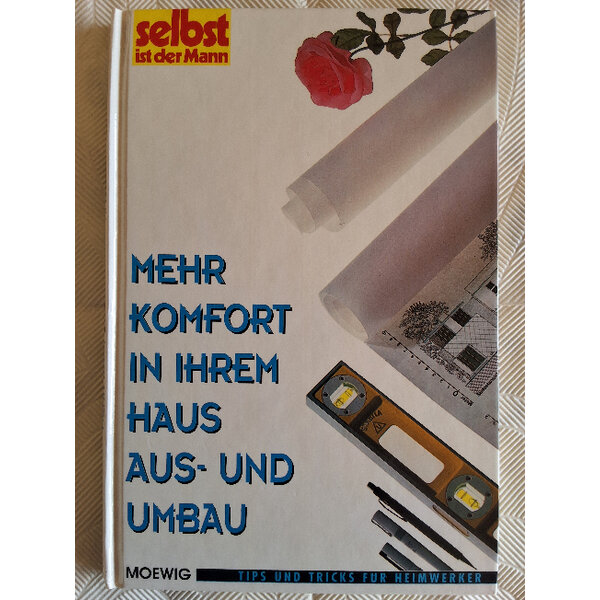 selbst
ist der Mann
MEHR
KOMFORT
IN IHREM
HAUS
AUS- UND
UMBAU
MOEWIG
TIPS UND TRICKS FÜR HEIMWERKER